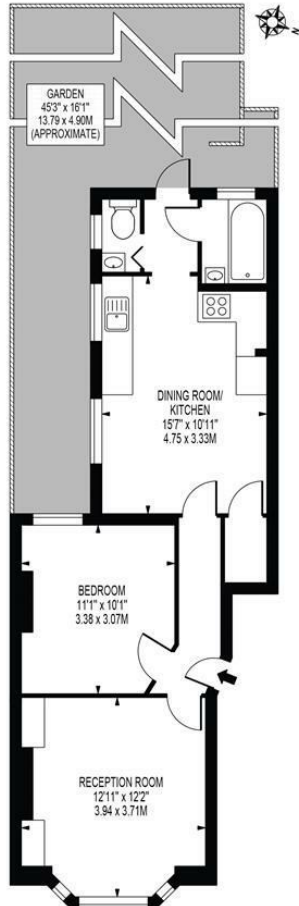 N
GARDEN
45'3" x 16'1"
13.79 x 4.90M
(APPROXIMATE)
DINING ROOM/
KITCHEN
15'7" x 10'11"
4.75 x 3.33M
BEDROOM
11'1" x 10'1"
3.38 x 3.07M
RECEPTION ROOM
12'11" x 12'2"
3.94 x 3.71M